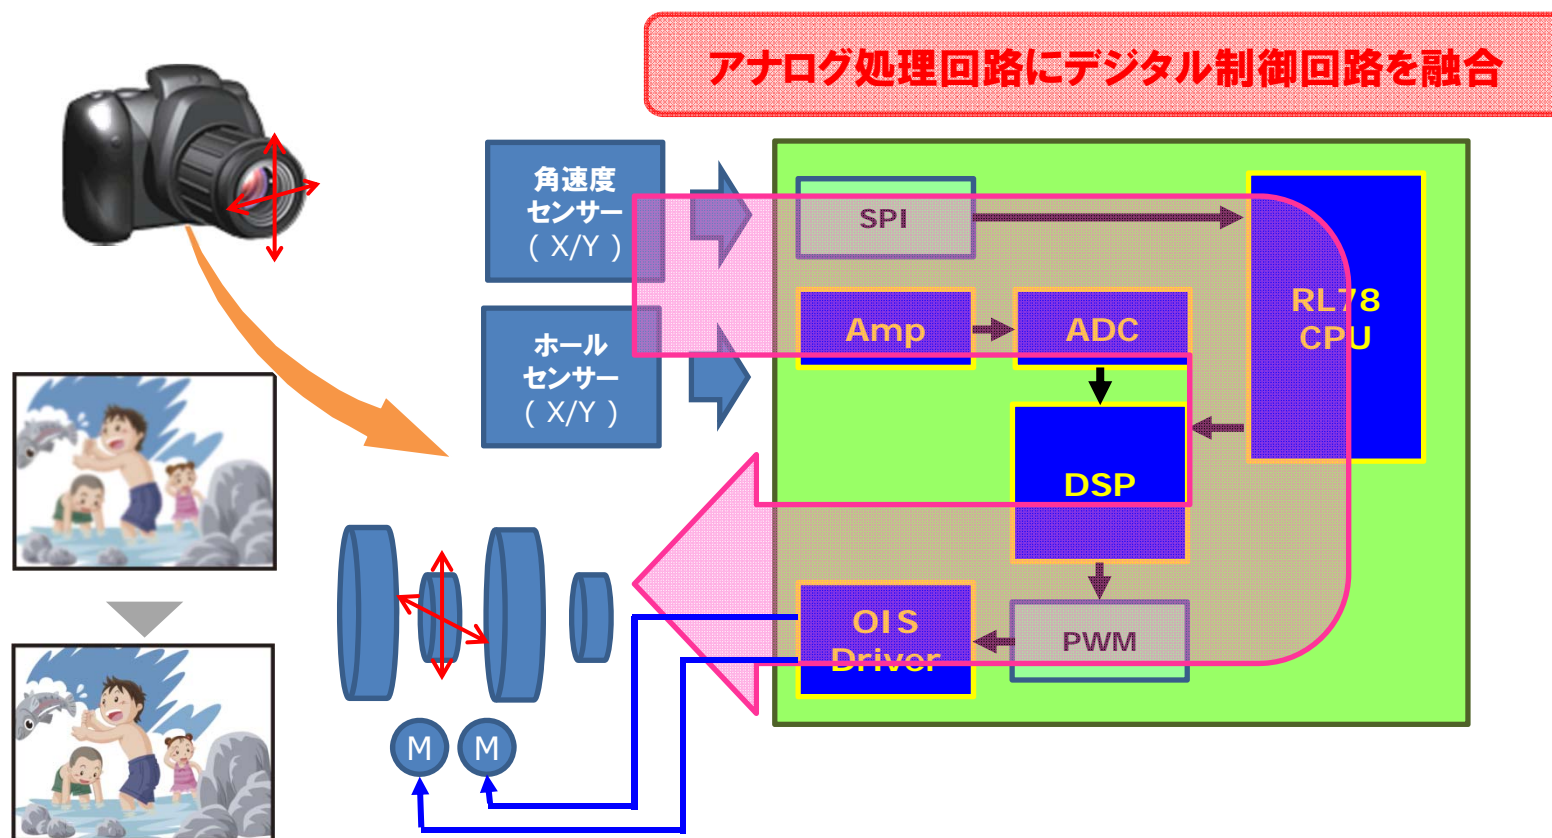 アナログ処理回路にデジタル制御回路を融合
角速度
センサー
( X/Y )
SPI
RL78
CPU
Amp
ADC
ホール
センサー
( X/Y )
DSP
OIS
Driver
PWM
M
M